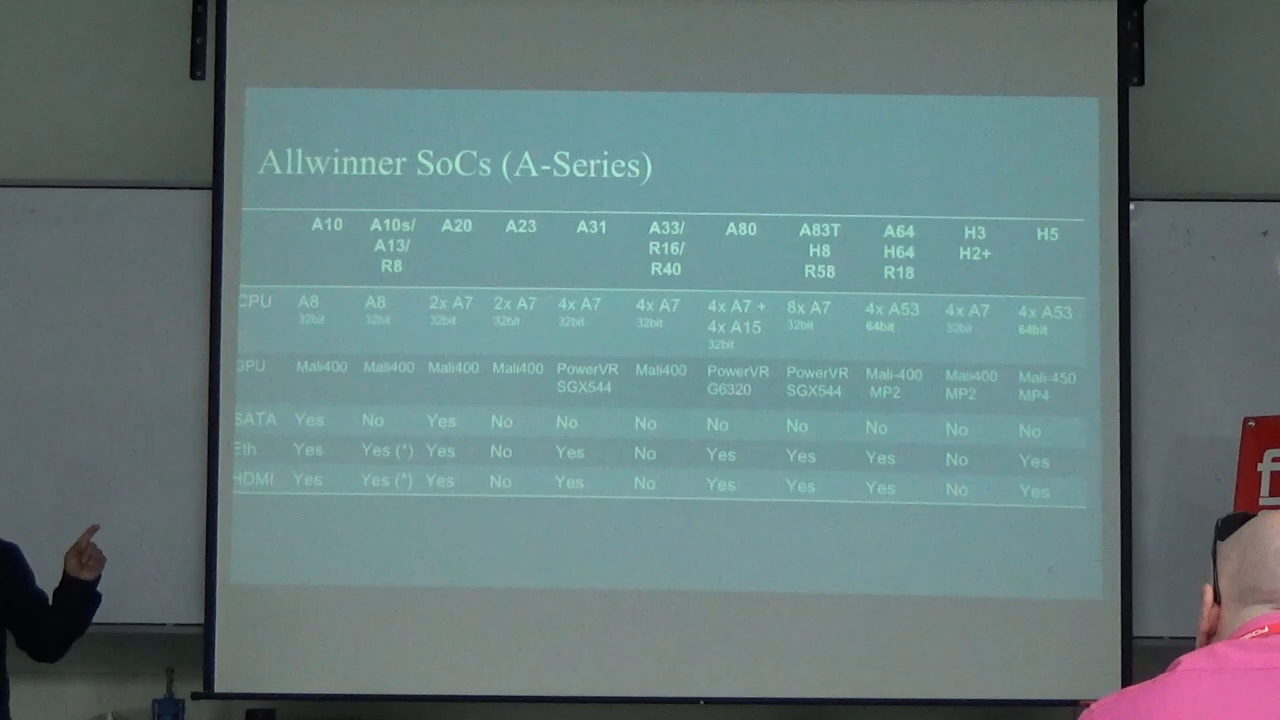 Allwinner SoCs (A-Series)
A10 A10s/ A13/ R8 A20 A23 A31 A33/ R16/ R40 A80 A83T H8 R58 A64 H64 R18 H3 H2+ H5
CPU A8 32bit A8 32bit 2x A7 32bit 2x A7 32bit 4x A7 32bit 4x A7 32bit 4x A7 + 4x A15 32bit 8x A7 32bit 4x A53 64bit 4x A7 32bit 4x A53 64bit
GPU Mali400 Mali400 Mali400 Mali400 PowerVR SGX544 Mali400 PowerVR G6320 PowerVR SGX544 Mali-400 MP2 Mali400 MP2 Mali-450 MP4
SATA Yes No Yes No No No No No No No No
Eth Yes Yes (*) Yes No Yes No Yes Yes Yes No Yes
HDMI Yes Yes (*) Yes No Yes No Yes Yes Yes No Yes